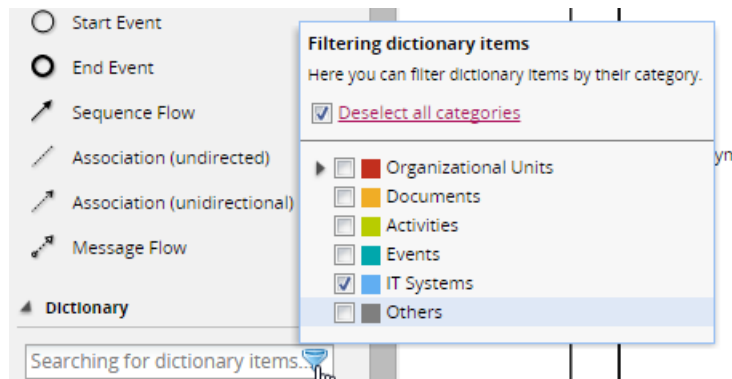 Start Event
End Event
Sequence Flow
Association (undirected)
Association (unidirectional)
Message Flow
Dictionary
Searching for dictionary items...
Filtering dictionary items
Here you can filter dictionary items by their category.
Deselect all categories
Organizational Units
Documents
Activities
Events
IT Systems
Others